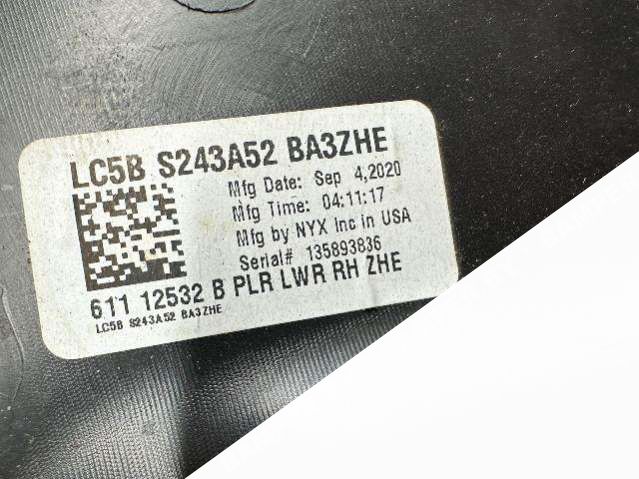 LC5B S243A52 BA3ZHE
Mfg Date: Sep 4,2020
Mfg Time: 04:11:17
Mfg by NYX Inc in USA
Serial# 135893836
611 12532 B PLR LWR RH ZHE
LC5B S243A52 BA3ZHE